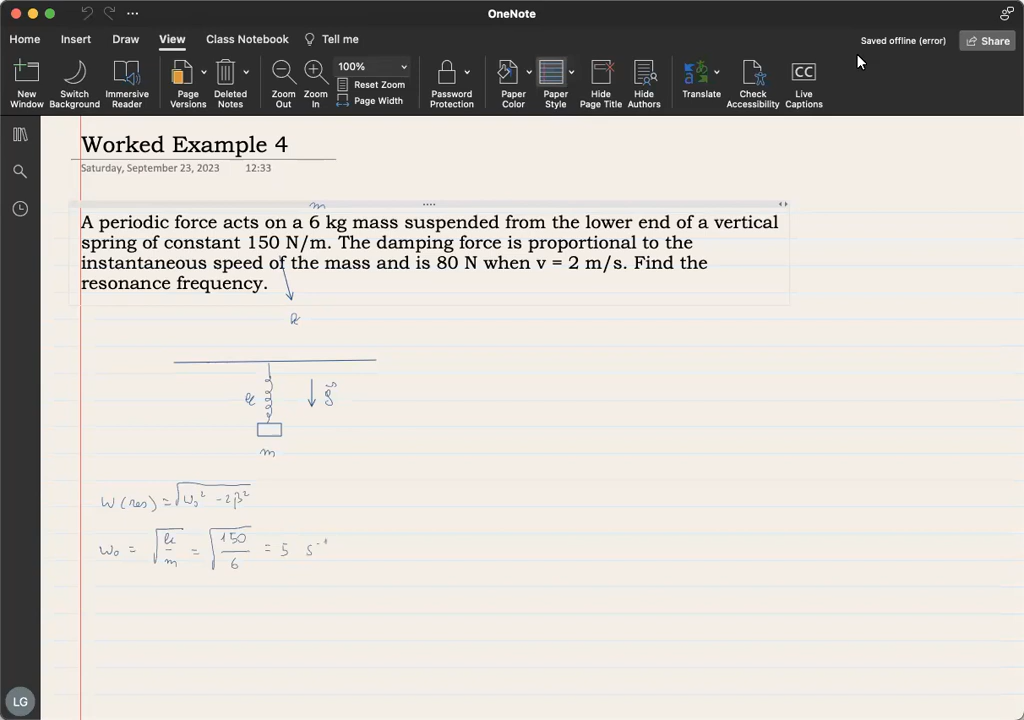 OneNote
Home Insert Draw View Class Notebook Tell me
Saved offline (error)
Share
New Window
Switch Background
Immersive Reader
Page Versions
Deleted Notes
Zoom Out
Zoom In
100%
Reset Zoom
Page Width
Password Protection
Paper Color
Paper Style
Hide Page Title
Hide Authors
Translate
Check Accessibility
CC
Live Captions
Worked Example 4
Saturday, September 23, 2023 12:33
m
A periodic force acts on a 6 kg mass suspended from the lower end of a vertical
spring of constant 150 N/m. The damping force is proportional to the
instantaneous speed of the mass and is 80 N when v = 2 m/s. Find the
resonance frequency.
k
k g
m
ω (res) = √(ω₀² - 2β²)
ω₀ = √(k/m) = √(150/6) = 5 s⁻¹
LG